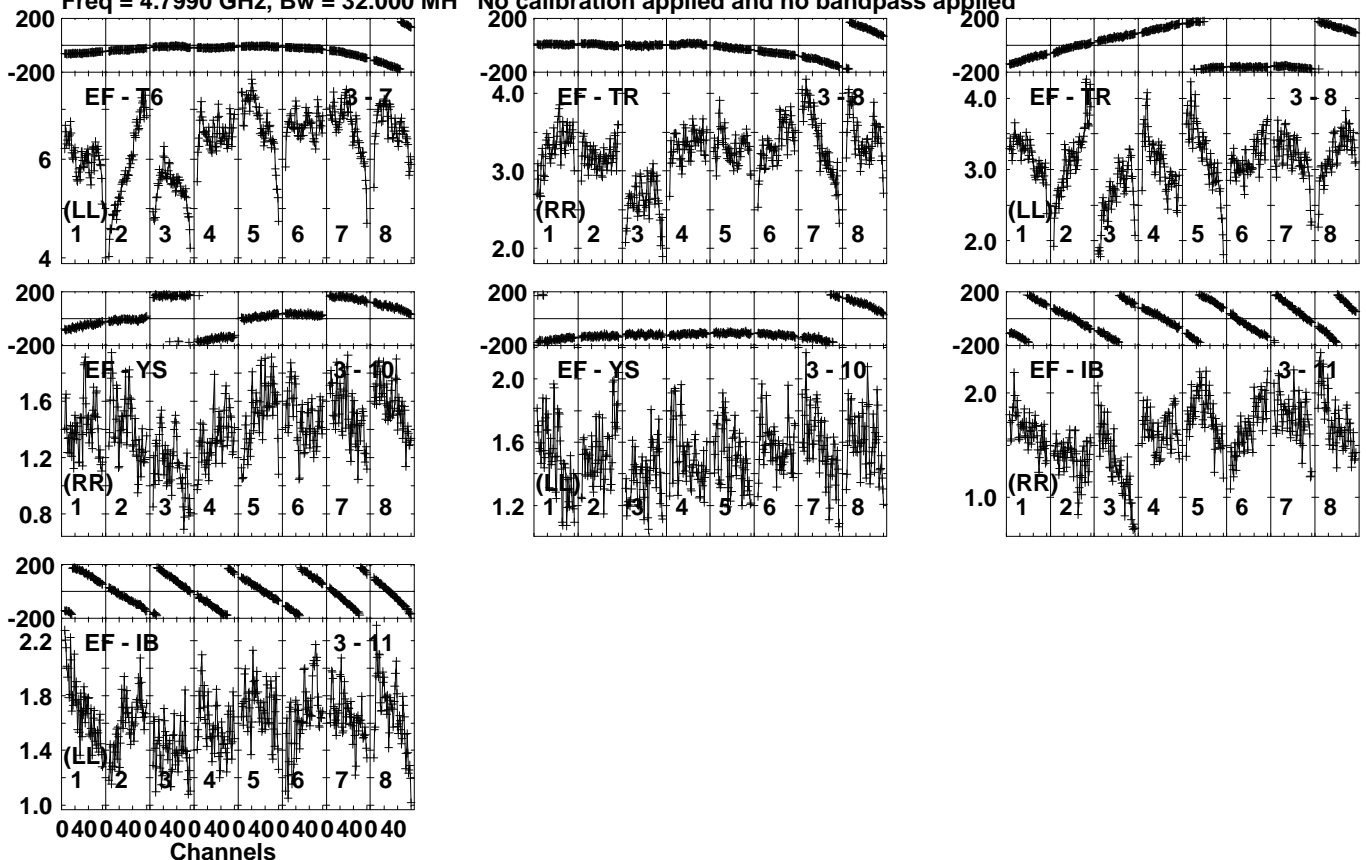 Freq = 4.7990 GHz, Bw = 32.000 MH No calibration applied and no bandpass applied
200
-200
EF - T6 3 - 7
6
4
(LL)
1 2 3 4 5 6 7 8
EF - TR 3 - 8
4.0
3.0
2.0
(RR)
1 2 3 4 5 6 7 8
200
-200
EF - TR 3 - 8
4.0
3.0
2.0
(LL)
1 2 3 4 5 6 7 8
200
-200
EF - YS 3 - 10
1.6
1.2
0.8
(RR)
1 2 3 4 5 6 7 8
200
-200
EF - YS 3 - 10
2.0
1.6
1.2
(LL)
1 2 3 4 5 6 7 8
200
-200
EF - IB 3 - 11
2.0
1.0
(RR)
1 2 3 4 5 6 7 8
200
-200
EF - IB 3 - 11
2.2
1.8
1.4
1.0
(LL)
1 2 3 4 5 6 7 8
0 40 0 40 0 40 0 40 0 40 0 40 0 40 0 40
Channels